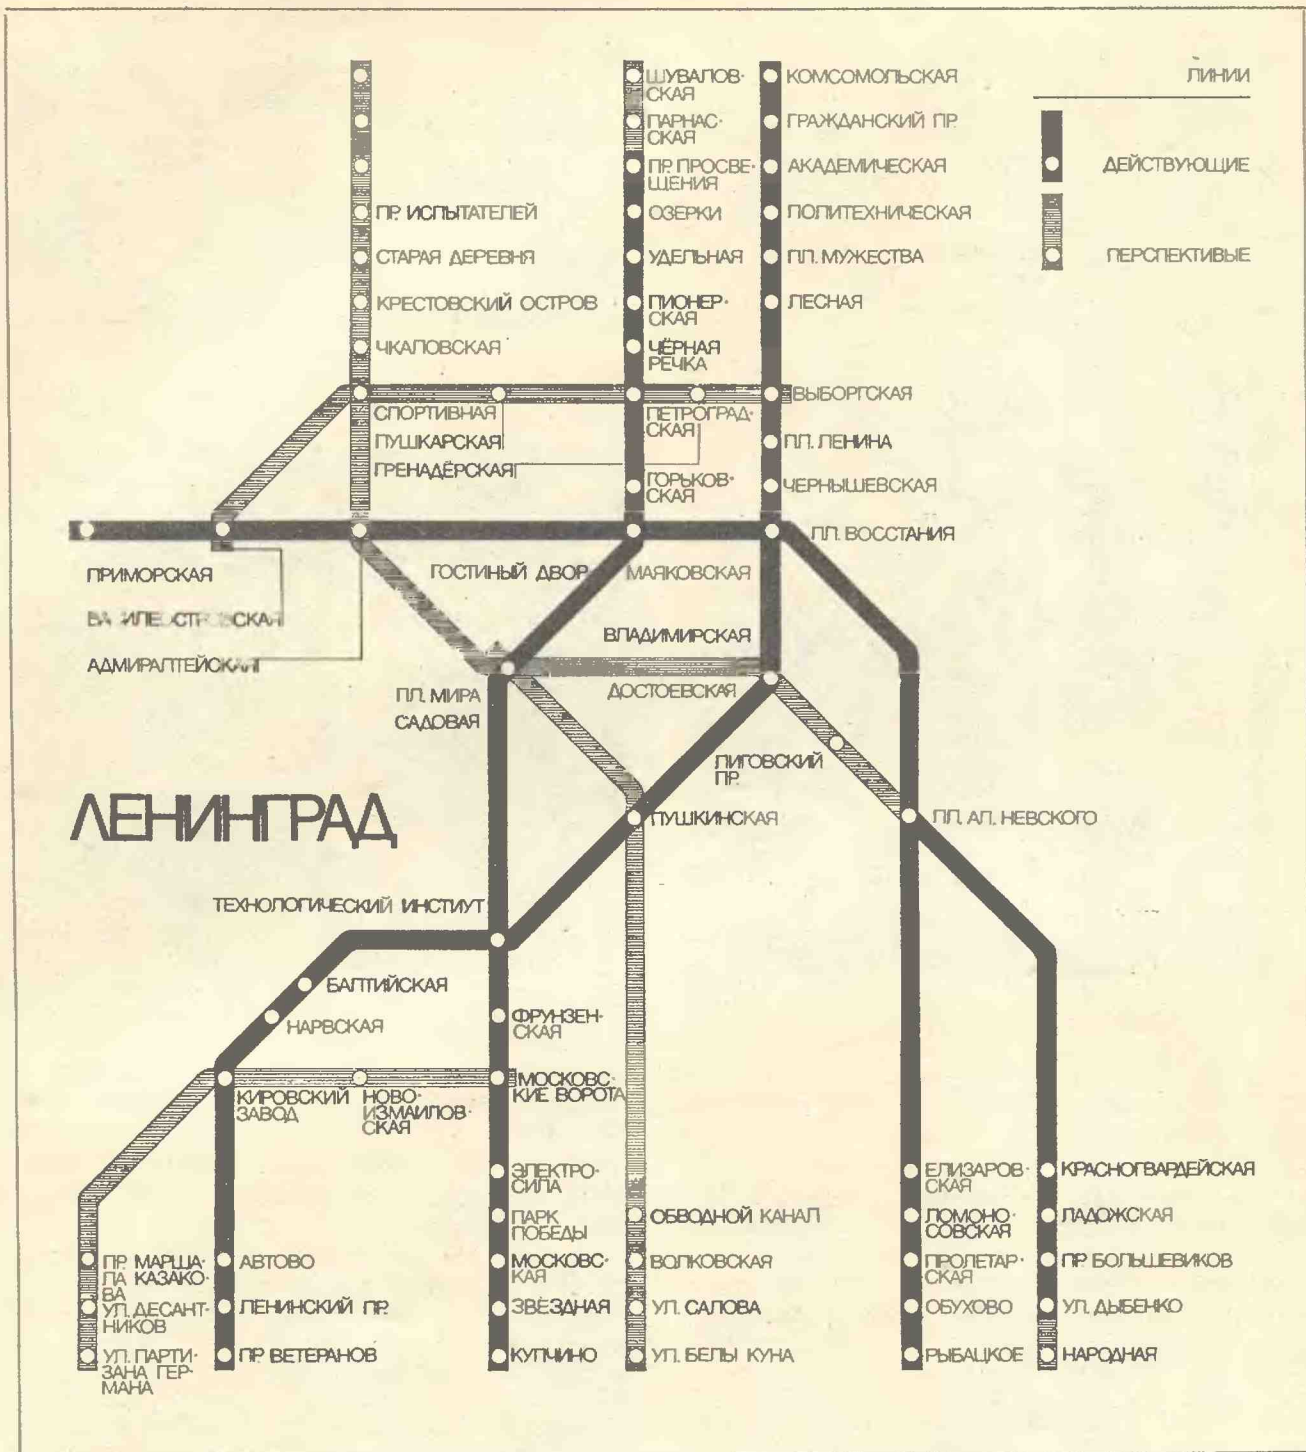 ШУВАЛОВ-
СКАЯ
ПАРНАС-
СКАЯ
ПР. ПРОСВЕ-
ЩЕНИЯ
ОЗЕРКИ
УДЕЛЬНАЯ
ПИОНЕР-
СКАЯ
ЧЁРНАЯ
РЕЧКА
ПЕТРОГРАД-
СКАЯ
ГОРЬКОВ-
СКАЯ
КОМСОМОЛЬСКАЯ
ГРАЖДАНСКИЙ ПР.
АКАДЕМИЧЕСКАЯ
ПОЛИТЕХНИЧЕСКАЯ
ПЛ. МУЖЕСТВА
ЛЕСНАЯ
ВЫБОРГСКАЯ
ПЛ. ЛЕНИНА
ЧЕРНЫШЕВСКАЯ
ПЛ. ВОССТАНИЯ
ЛИНИИ
ДЕЙСТВУЮЩИЕ
ПЕРСПЕКТИВЫЕ
ПР. ИСПЫТАТЕЛЕЙ
СТАРАЯ ДЕРЕВНЯ
КРЕСТОВСКИЙ ОСТРОВ
ЧКАЛОВСКАЯ
СПОРТИВНАЯ
ПУШКАРСКАЯ
ГРЕНАДЁРСКАЯ
ПРИМОРСКАЯ
АДМИРАЛТЕЙСКАЯ
ГОСТИНЫЙ ДВОР
МАЯКОВСКАЯ
ВЛАДИМИРСКАЯ
ДОСТОЕВСКАЯ
ПЛ. МИРА
САДОВАЯ
ЛИГОВСКИЙ
ПР.
ПУШКИНСКАЯ
ПЛ. АЛ. НЕВСКОГО
ЛЕНИНГРАД
ТЕХНОЛОГИЧЕСКИЙ ИНСТИУТ
БАЛТИЙСКАЯ
НАРВСКАЯ
ФРУНЗЕН-
СКАЯ
КИРОВСКИЙ
ЗАВОД
НОВО-
ИЗМАИЛОВ-
СКАЯ
МОСКОВС-
КИЕ ВОРОТА
ЭЛЕКТРО-
СИЛА
ПАРК
ПОБЕДЫ
МОСКОВС-
КАЯ
ЗВЁЗДНАЯ
КУПЧИНО
ОБВОДНОЙ КАНАЛ
ВОЛКОВСКАЯ
УЛ. САЛОВА
УЛ. БЕЛЫ КУНА
ЕЛИЗАРОВ-
СКАЯ
ЛОМОНО-
СОВСКАЯ
ПРОЛЕТАР-
СКАЯ
ОБУХОВО
РЫБАЦКОЕ
КРАСНОГВАРДЕЙСКАЯ
ЛАДОЖСКАЯ
ПР. БОЛЬШЕВИКОВ
УЛ. ДЫБЕНКО
НАРОДНАЯ
ПР. МАРША-
ЛА КАЗАКО-
ВА
УЛ. ДЕСАНТ-
НИКОВ
УЛ. ПАРТИ-
ЗАНА ГЕР-
МАНА
АВТОВО
ЛЕНИНСКИЙ ПР.
ПР. ВЕТЕРАНОВ